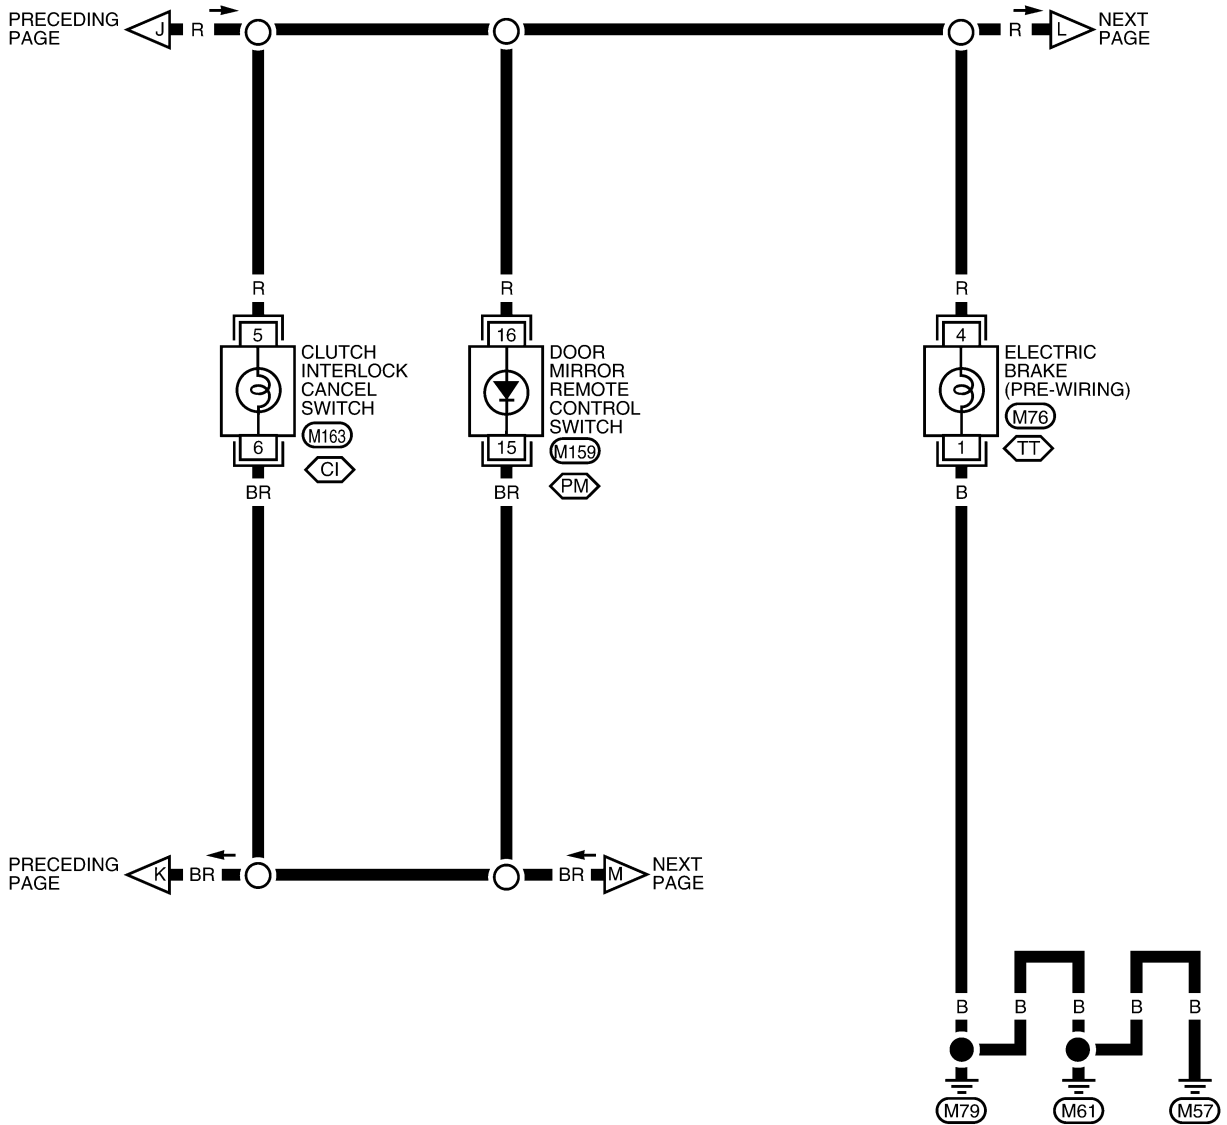 PRECEDING
PAGE
J
R
R
L
NEXT
PAGE
R
R
R
5
CLUTCH
INTERLOCK
CANCEL
SWITCH
M163
CI
6
BR
16
DOOR
MIRROR
REMOTE
CONTROL
SWITCH
M159
PM
15
BR
4
ELECTRIC
BRAKE
(PRE-WIRING)
M76
TT
1
B
PRECEDING
PAGE
K
BR
BR
M
NEXT
PAGE
B
B
B
B
B
M79
M61
M57